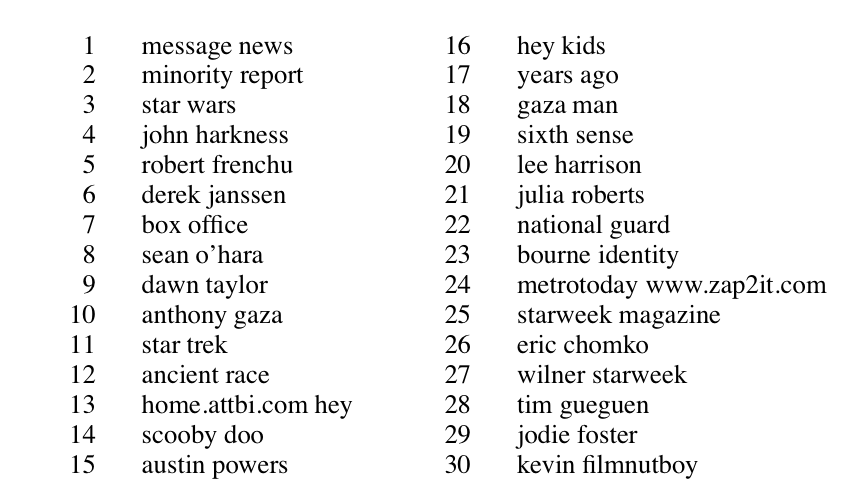 1 message news
2 minority report
3 star wars
4 john harkness
5 robert frenchu
6 derek janssen
7 box office
8 sean o'hara
9 dawn taylor
10 anthony gaza
11 star trek
12 ancient race
13 home.attbi.com hey
14 scooby doo
15 austin powers
16 hey kids
17 years ago
18 gaza man
19 sixth sense
20 lee harrison
21 julia roberts
22 national guard
23 bourne identity
24 metrotoday www.zap2it.com
25 starweek magazine
26 eric chomko
27 wilner starweek
28 tim gueguen
29 jodie foster
30 kevin filmnutboy